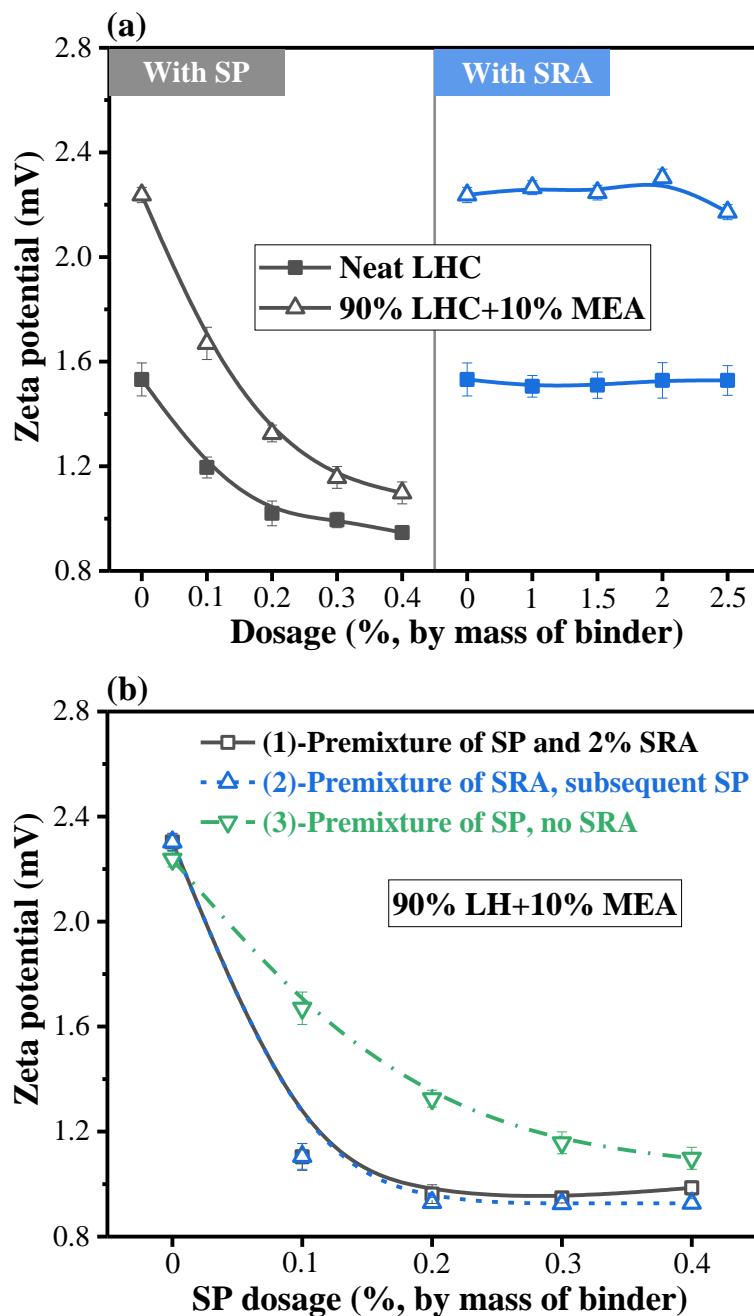 (a)
2.8
2.4
2.0
1.6
1.2
0.8
Zeta potential (mV)
With SP
With SRA
Neat LHC
90% LHC+10% MEA
0 0.1 0.2 0.3 0.4 0 1 1.5 2 2.5
Dosage (%, by mass of binder)
(b)
2.8
2.4
2.0
1.6
1.2
0.8
Zeta potential (mV)
(1)-Premixture of SP and 2% SRA
(2)-Premixture of SRA, subsequent SP
(3)-Premixture of SP, no SRA
90% LH+10% MEA
0 0.1 0.2 0.3 0.4
SP dosage (%, by mass of binder)